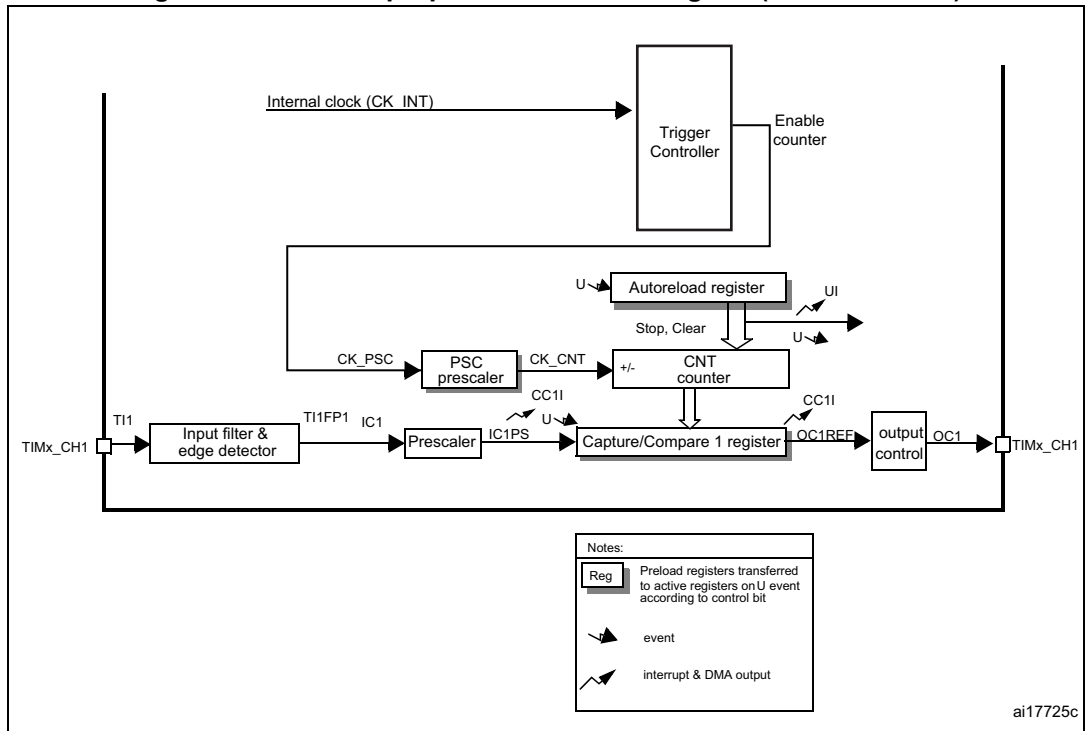 Internal clock (CK_INT)
Trigger
Controller
Enable
counter
U
Autoreload register
UI
Stop, Clear
U
CK_PSC
PSC
prescaler
CK_CNT
+/-
CNT
counter
CC1I
CC1I
U
TIMx_CH1
TI1
Input filter &
edge detector
TI1FP1
IC1
Prescaler
IC1PS
Capture/Compare 1 register
OC1REF
output
control
OC1
TIMx_CH1
Notes:
Reg
Preload registers transferred
to active registers on U event
according to control bit
event
interrupt & DMA output
ai17725c